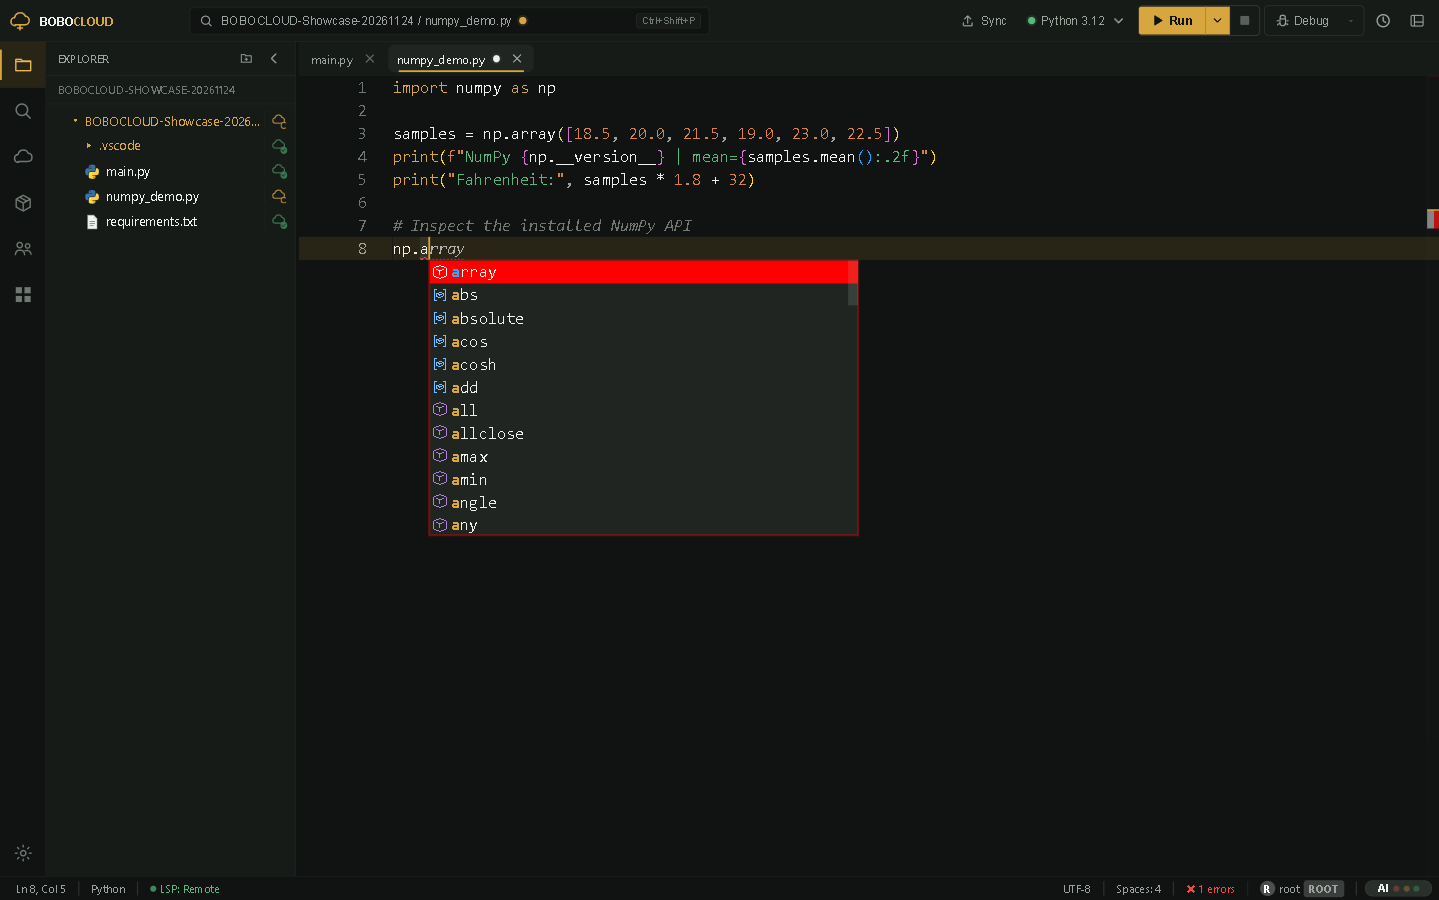 BOBOCLOUD
BOBOCLOUD-Showcase-20261124 / numpy_demo.py
Ctrl+Shift+P
Sync
Python 3.12
Run
Debug
EXPLORER
main.py
numpy_demo.py
BOBOCLOUD-SHOWCASE-20261124
BOBOCLOUD-Showcase-2026...
.vscode
main.py
numpy_demo.py
requirements.txt
1 import numpy as np
2
3 samples = np.array([18.5, 20.0, 21.5, 19.0, 23.0, 22.5])
4 print(f"NumPy {np.__version__} | mean={samples.mean():.2f}")
5 print("Fahrenheit:", samples * 1.8 + 32)
6
7 # Inspect the installed NumPy API
8 np.array
array
abs
absolute
acos
acosh
add
all
allclose
amax
amin
angle
any
Ln 8, Col 5
Python
LSP: Remote
UTF-8
Spaces: 4
1 errors
R root ROOT
AI